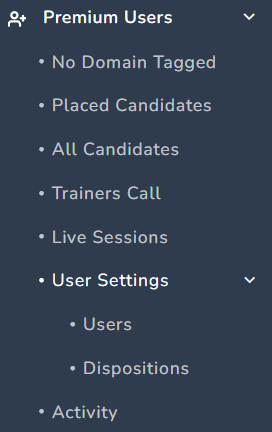 Premium Users
• No Domain Tagged
• Placed Candidates
• All Candidates
• Trainers Call
• Live Sessions
• User Settings
• Users
• Dispositions
• Activity